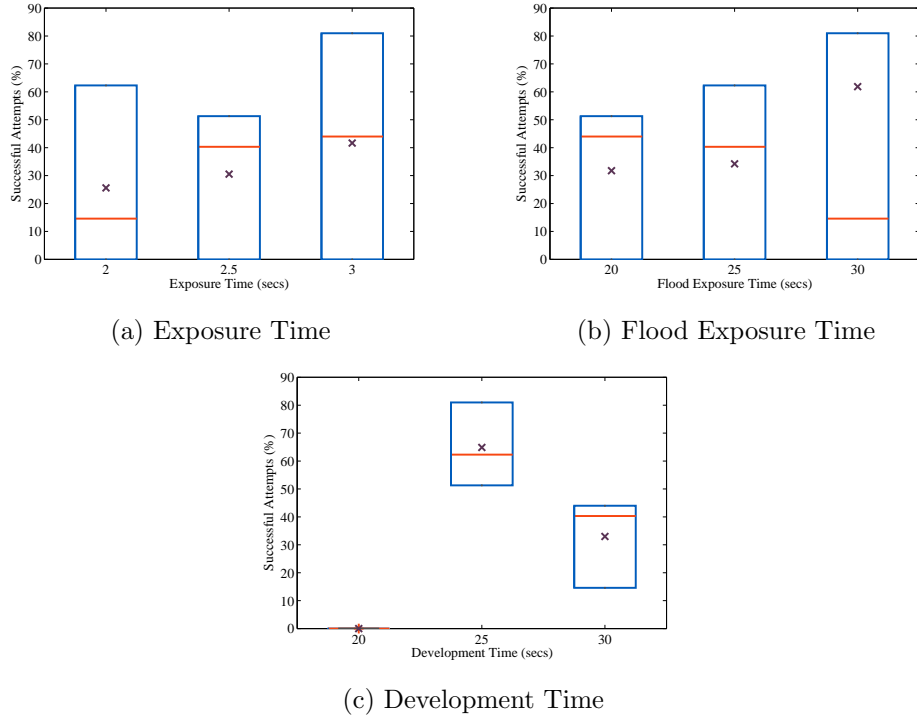 90
80
70
60
50
40
30
20
10
0
Successful Attempts (%)
2 2.5 3
Exposure Time (secs)
(a) Exposure Time
90
80
70
60
50
40
30
20
10
0
Successful Attempts (%)
20 25 30
Flood Exposure Time (secs)
(b) Flood Exposure Time
90
80
70
60
50
40
30
20
10
0
Successful Attempts (%)
20 25 30
Development Time (secs)
(c) Development Time